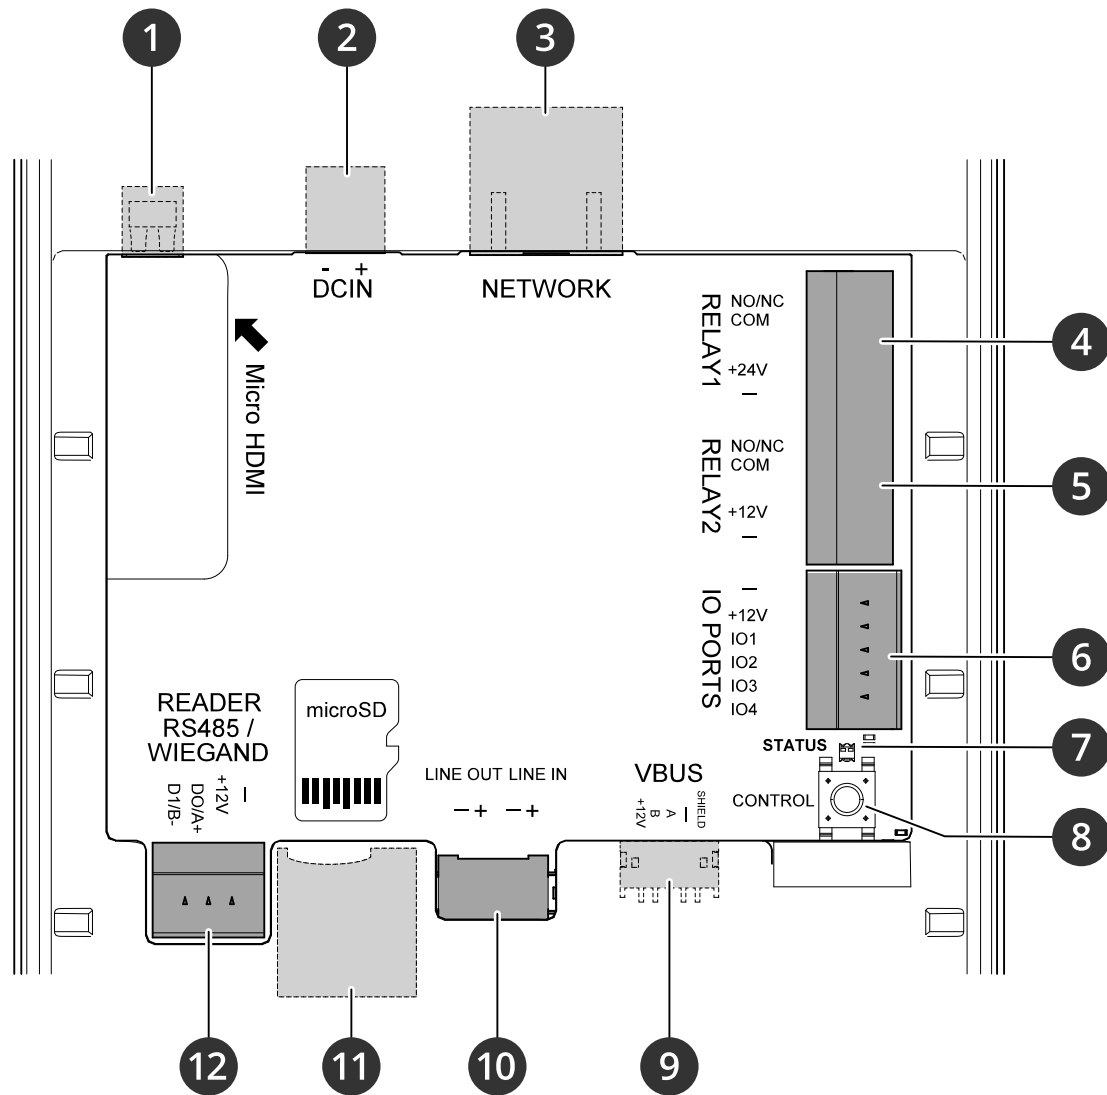 1
2
3
- +
DCIN
NETWORK
Micro HDMI
RELAY1
NO/NC
COM
+24V
—
4
RELAY2
NO/NC
COM
+12V
—
5
IO PORTS
—
+12V
IO1
IO2
IO3
IO4
6
STATUS
7
CONTROL
8
READER
RS485 /
WIEGAND
D1/B-
DO/A+
+12V
—
microSD
LINE OUT LINE IN
— + — +
VBUS
+12V
B
A
—
SHIELD
12
11
10
9